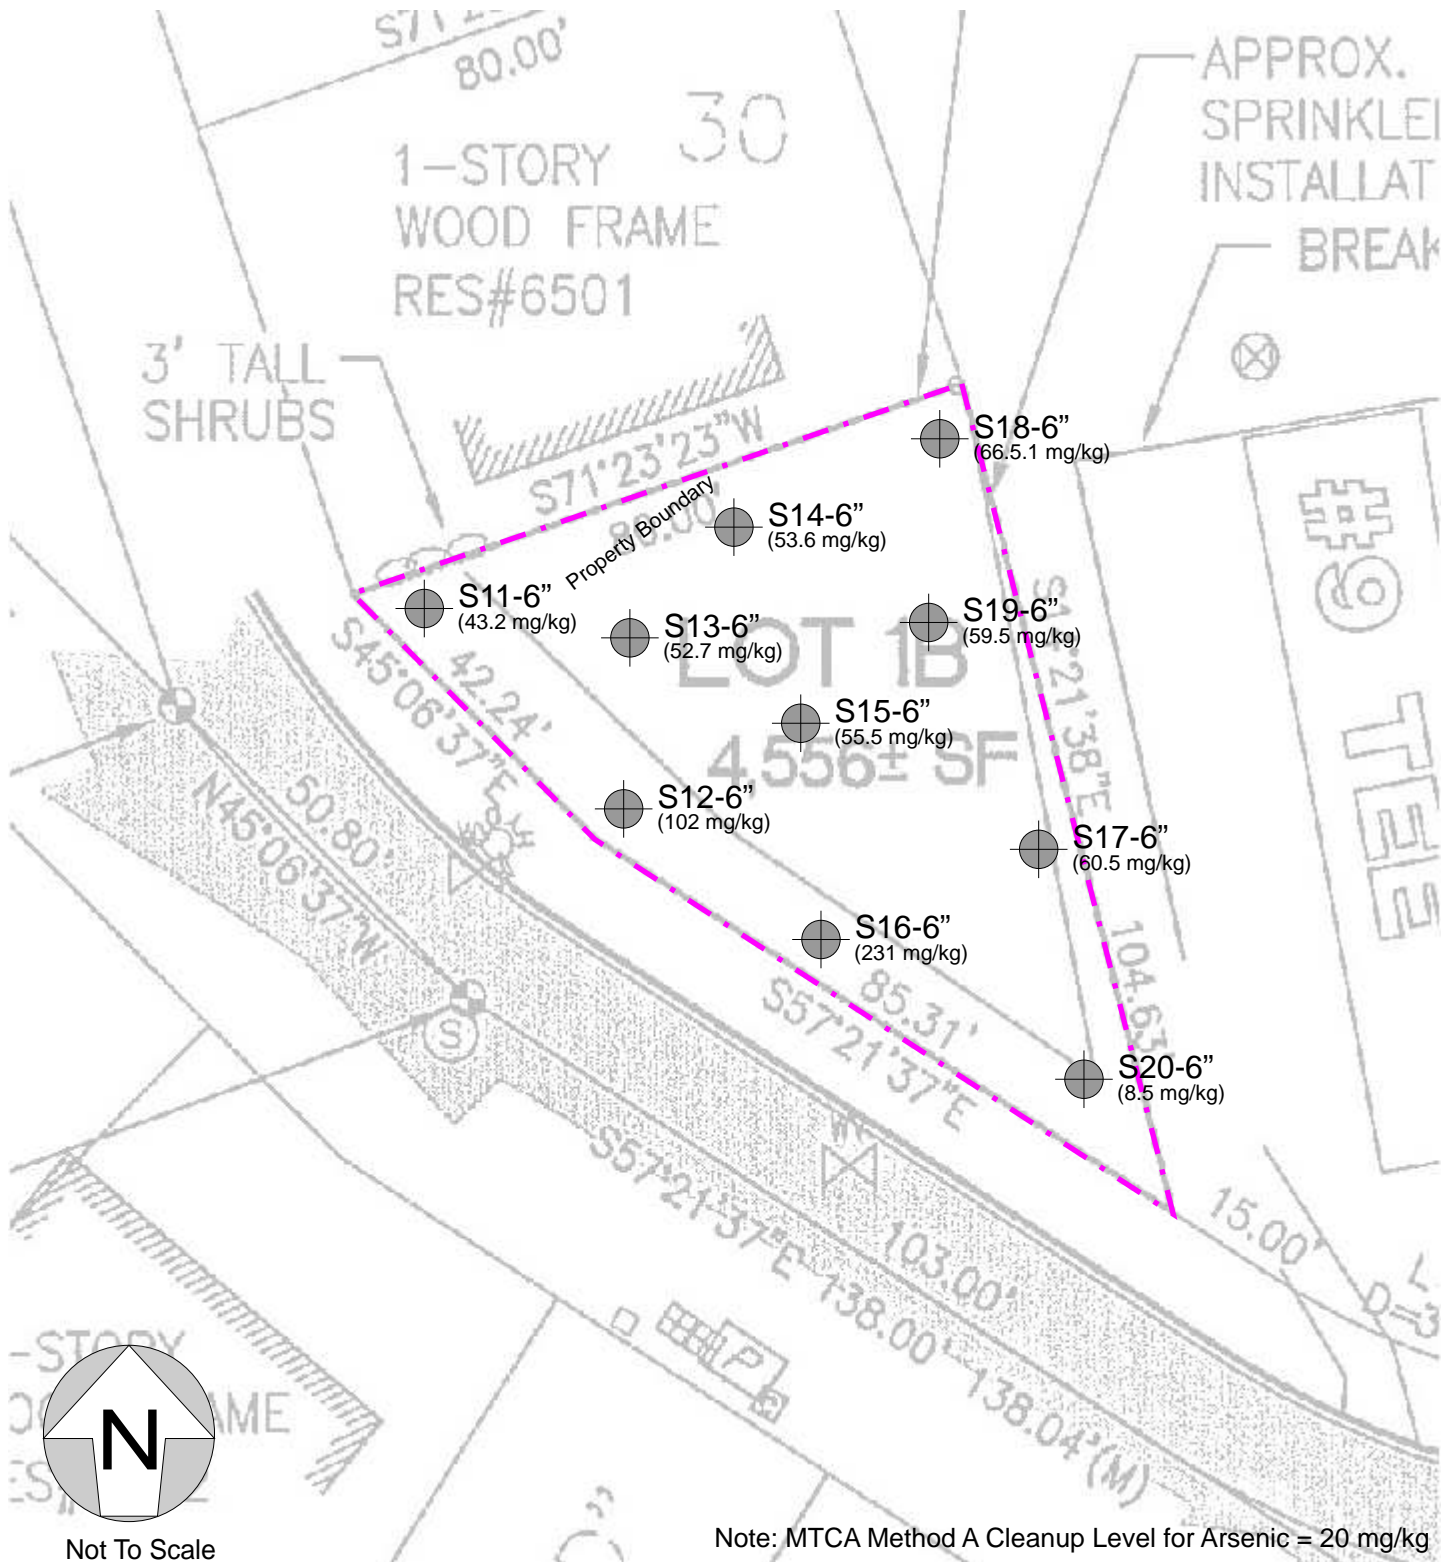 80.00'
30
1-STORY
WOOD FRAME
RES#6501
APPROX.
INSTALLAT
3' TALL
SHRUBS
S71°23'23"W
80.00'
Property Boundary
S18-6”
(66.5.1 mg/kg)
S14-6”
(53.6 mg/kg)
S11-6”
(43.2 mg/kg)
S13-6”
(52.7 mg/kg)
S19-6”
(59.5 mg/kg)
LOT 1B
4,556± SF
S15-6”
(55.5 mg/kg)
S12-6”
(102 mg/kg)
S17-6”
(60.5 mg/kg)
S16-6”
(231 mg/kg)
S20-6”
(8.5 mg/kg)
42.24'
S45°06'37"E
N45°06'37"W
#9
104.63'
85.31'
S57°21'37"E
S
W
15.00'
S57°21'37"E
138.00'
138.04'(M)
103.00'
P
N
Not To Scale
Note: MTCA Method A Cleanup Level for Arsenic = 20 mg/kg